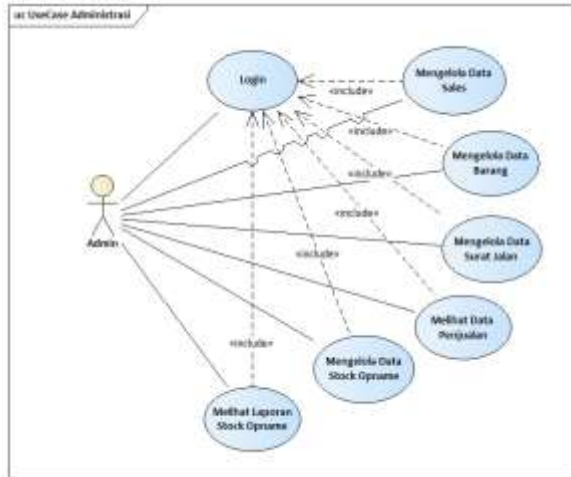 uc UseCase Administrasi
Login
Mengelola Data
Sales
«include»
«include»
Mengelola Data
Barang
«include»
Admin
Mengelola Data
Surat Jalan
«include»
Melihat Data
Penjualan
«include»
Mengelola Data
Stock Opname
Melihat Laporan
Stock Opname